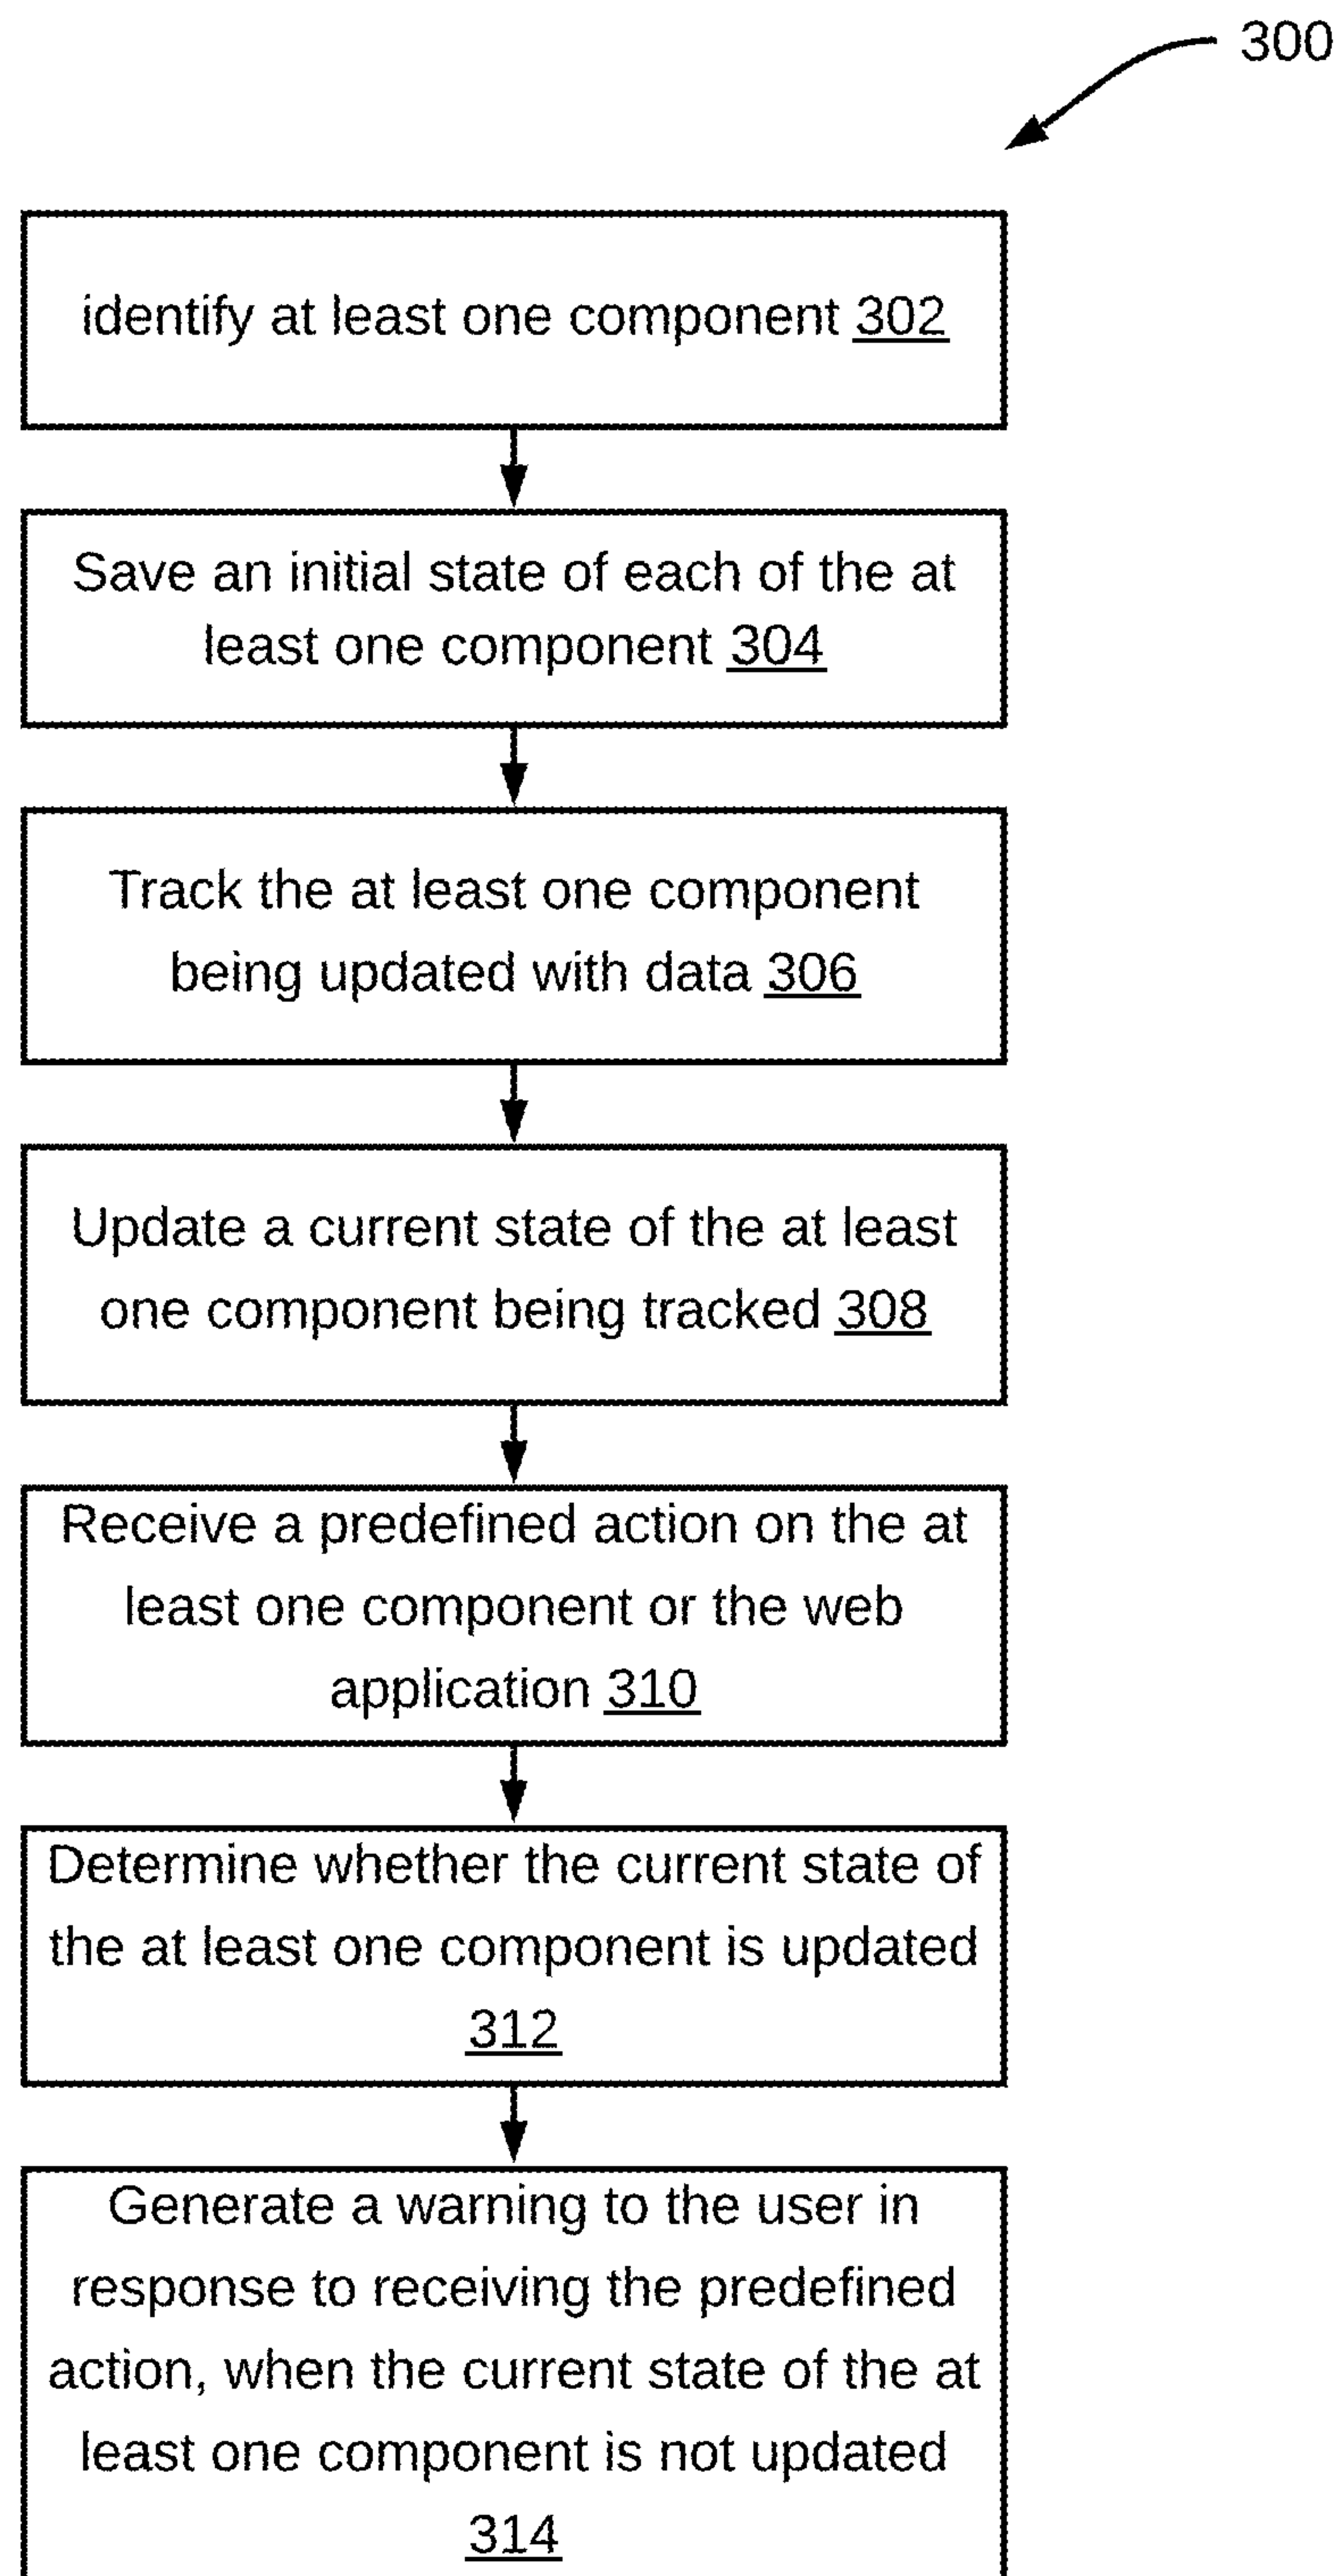 300
identify at least one component 302
Save an initial state of each of the at
least one component 304
Track the at least one component
being updated with data 306
Update a current state of the at least
one component being tracked 308
Receive a predefined action on the at
least one component or the web
application 310
Determine whether the current state of
the at least one component is updated
312
Generate a warning to the user in
response to receiving the predefined
action, when the current state of the at
least one component is not updated
314